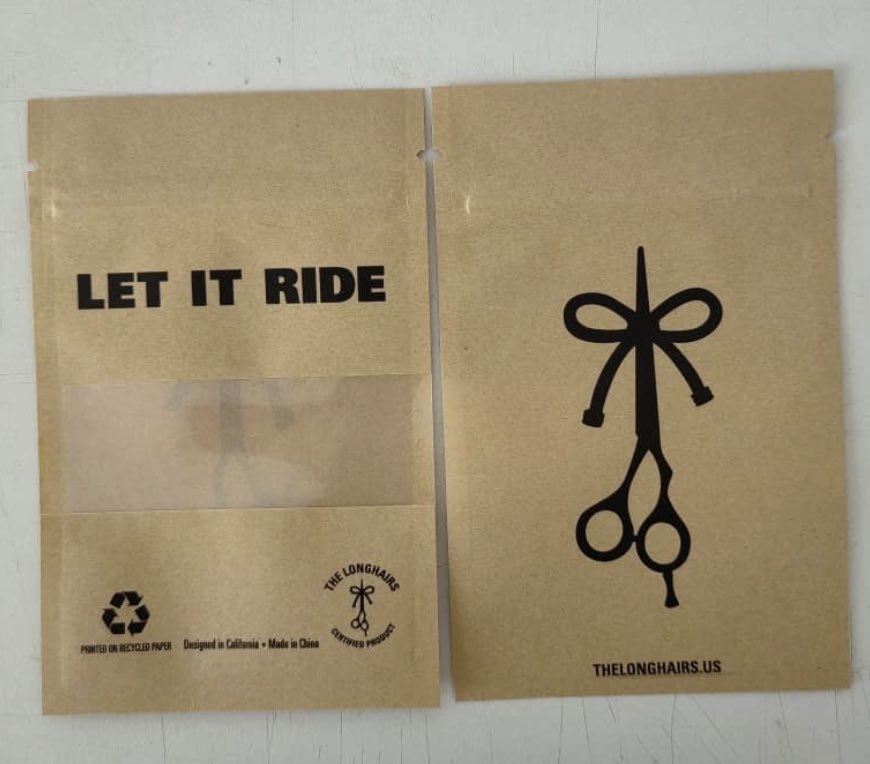 LET IT RIDE
THE LONGHAIRS
CERTIFIED PRODUCT
PRINTED ON RECYCLED PAPER
Designed in California • Made in China
THELONGHAIRS.US